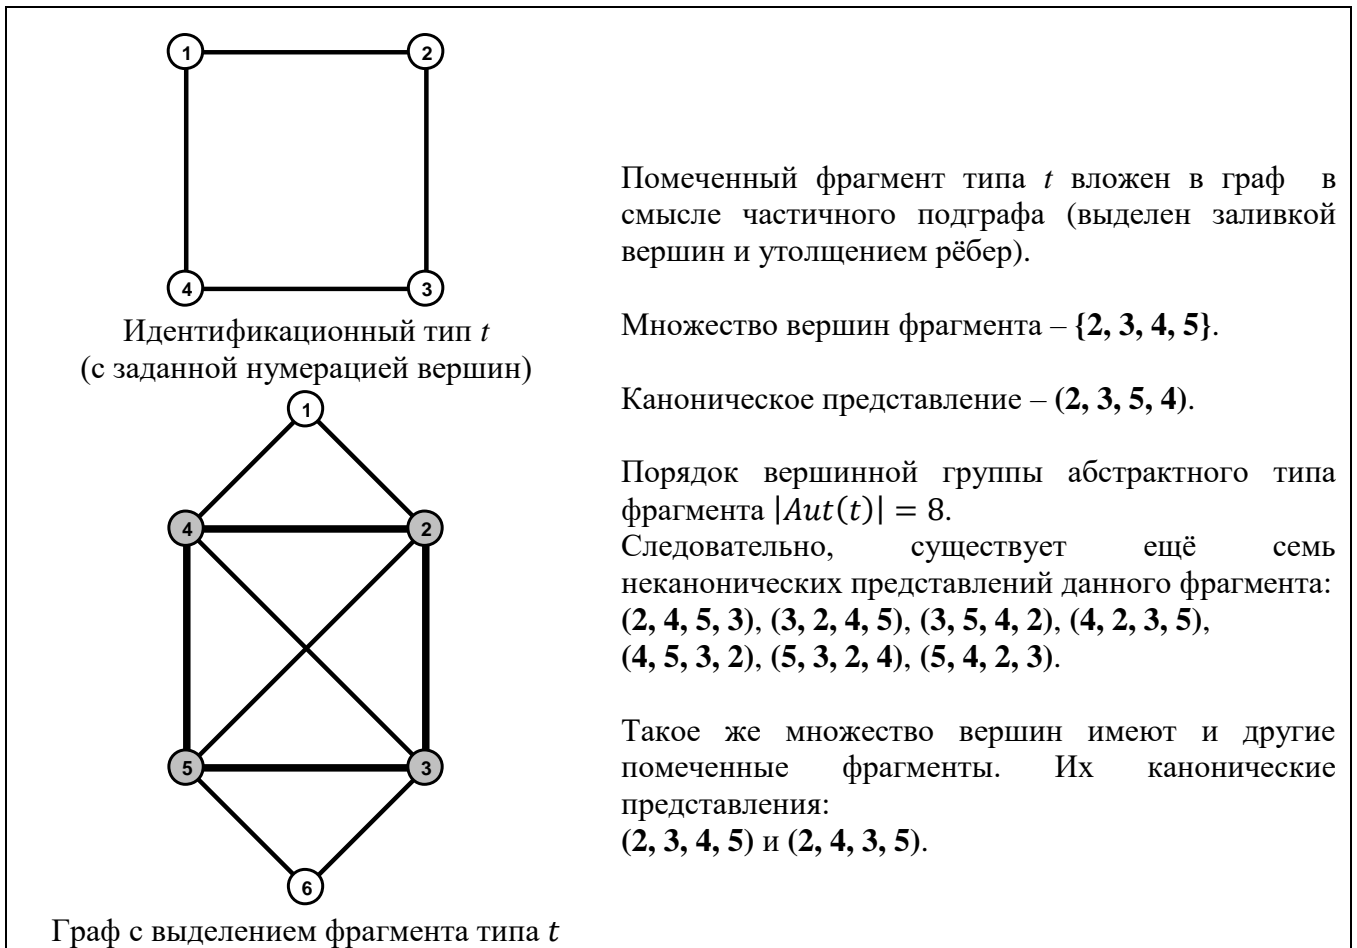 1
2
4
3
Идентификационный тип t
(с заданной нумерацией вершин)
1
4
2
5
3
6
Граф с выделением фрагмента типа t
Помеченный фрагмент типа t вложен в граф в
смысле частичного подграфа (выделен заливкой
вершин и утолщением рёбер).
Множество вершин фрагмента – {2, 3, 4, 5}.
Каноническое представление – (2, 3, 5, 4).
Порядок вершинной группы абстрактного типа
фрагмента |Aut(t)| = 8.
Следовательно, существует ещё семь
неканонических представлений данного фрагмента:
(2, 4, 5, 3), (3, 2, 4, 5), (3, 5, 4, 2), (4, 2, 3, 5),
(4, 5, 3, 2), (5, 3, 2, 4), (5, 4, 2, 3).
Такое же множество вершин имеют и другие
помеченные фрагменты. Их канонические
представления:
(2, 3, 4, 5) и (2, 4, 3, 5).